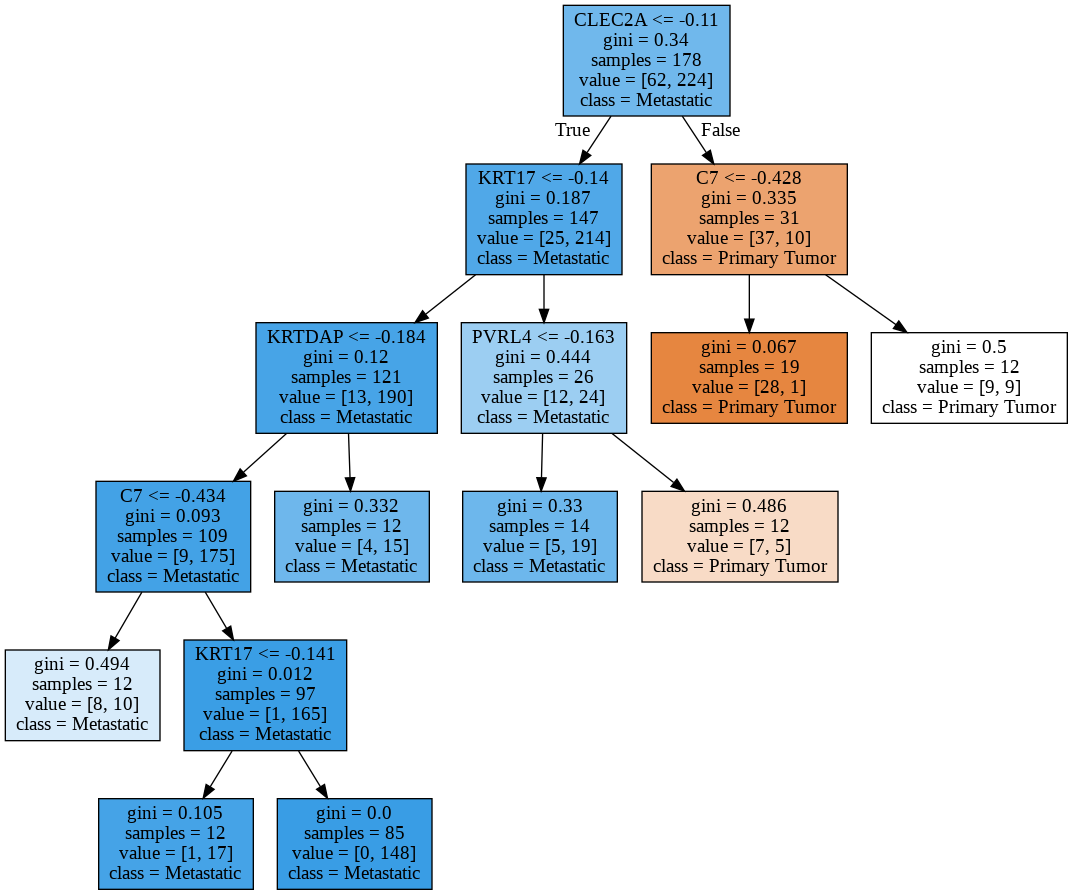 CLEC2A <= -0.11
gini = 0.34
samples = 178
value = [62, 224]
class = Metastatic
True
False
KRT17 <= -0.14
gini = 0.187
samples = 147
value = [25, 214]
class = Metastatic
C7 <= -0.428
gini = 0.335
samples = 31
value = [37, 10]
class = Primary Tumor
KRTDAP <= -0.184
gini = 0.12
samples = 121
value = [13, 190]
class = Metastatic
PVRL4 <= -0.163
gini = 0.444
samples = 26
value = [12, 24]
class = Metastatic
gini = 0.067
samples = 19
value = [28, 1]
class = Primary Tumor
gini = 0.5
samples = 12
value = [9, 9]
class = Primary Tumor
C7 <= -0.434
gini = 0.093
samples = 109
value = [9, 175]
class = Metastatic
gini = 0.332
samples = 12
value = [4, 15]
class = Metastatic
gini = 0.33
samples = 14
value = [5, 19]
class = Metastatic
gini = 0.486
samples = 12
value = [7, 5]
class = Primary Tumor
gini = 0.494
samples = 12
value = [8, 10]
class = Metastatic
KRT17 <= -0.141
gini = 0.012
samples = 97
value = [1, 165]
class = Metastatic
gini = 0.105
samples = 12
value = [1, 17]
class = Metastatic
gini = 0.0
samples = 85
value = [0, 148]
class = Metastatic